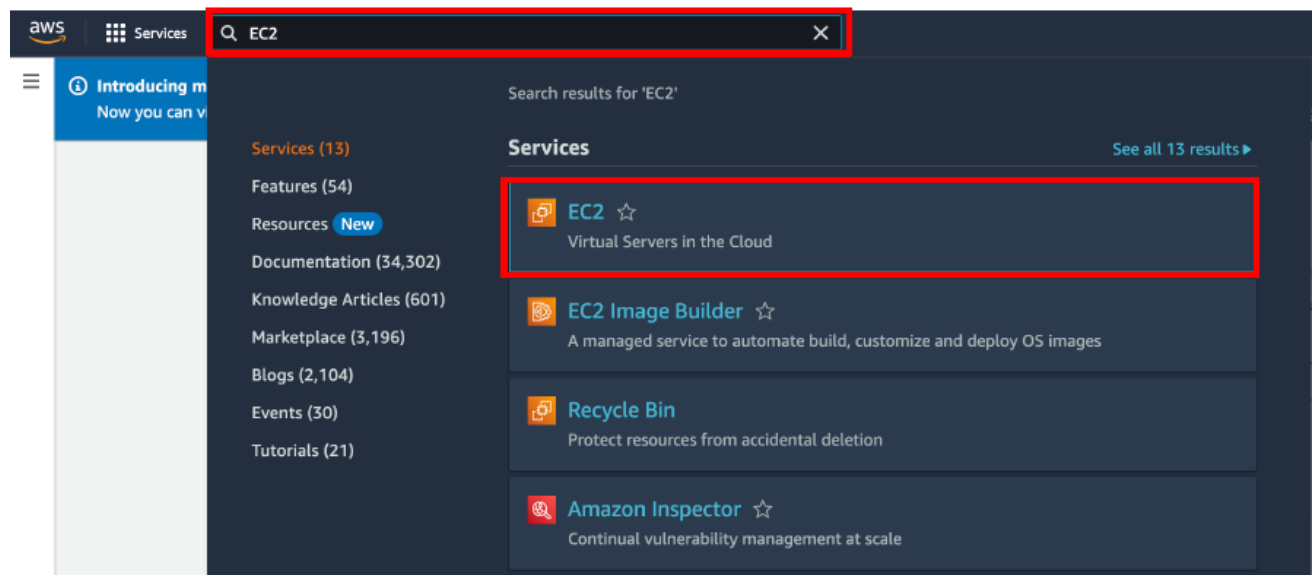 aws
Services
EC2
Introducing m
Now you can vi
Search results for 'EC2'
Services (13)
Features (54)
Resources New
Documentation (34,302)
Knowledge Articles (601)
Marketplace (3,196)
Blogs (2,104)
Events (30)
Tutorials (21)
Services
See all 13 results
EC2
Virtual Servers in the Cloud
EC2 Image Builder
A managed service to automate build, customize and deploy OS images
Recycle Bin
Protect resources from accidental deletion
Amazon Inspector
Continual vulnerability management at scale